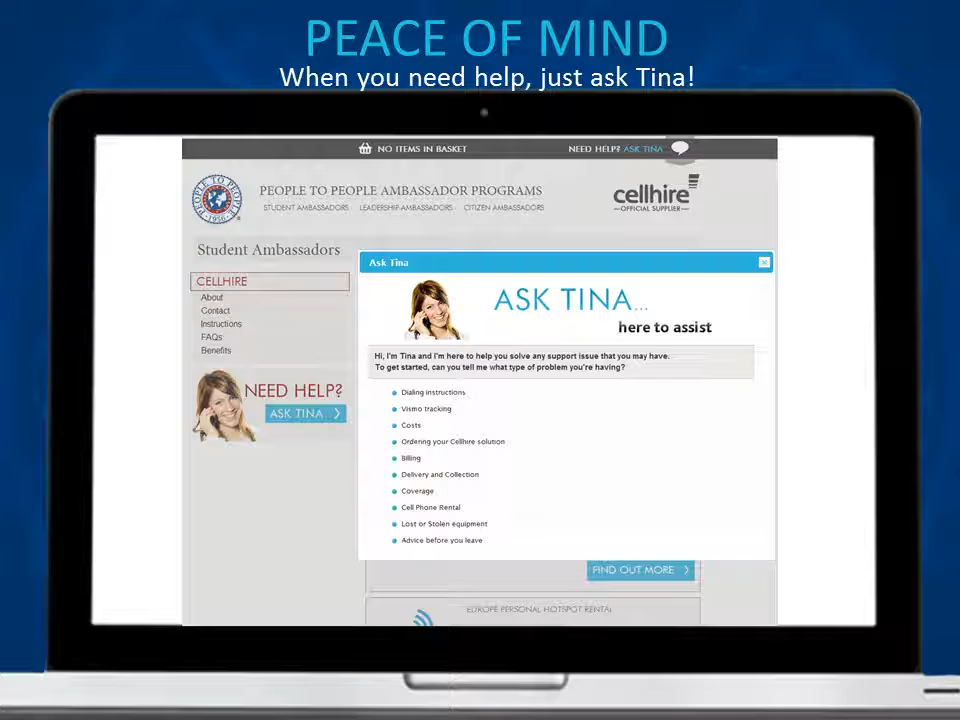 PEACE OF MIND
When you need help, just ask Tina!
NO ITEMS IN BASKET
NEED HELP? ASK TINA
PEOPLE TO PEOPLE
1956
PEOPLE TO PEOPLE AMBASSADOR PROGRAMS
STUDENT AMBASSADORS LEADERSHIP AMBASSADORS CITIZEN AMBASSADORS
cellhire
OFFICIAL SUPPLIER
Student Ambassadors
CELLHIRE
About
Contact
Instructions
FAQs
Benefits
NEED HELP?
ASK TINA...
Ask Tina
ASK TINA...
here to assist
Hi, I'm Tina and I'm here to help you solve any support issue that you may have.
To get started, can you tell me what type of problem you're having?
Dialing instructions
Vismo tracking
Costs
Ordering your Cellhire solution
Billing
Delivery and Collection
Coverage
Cell Phone Rental
Lost or Stolen equipment
Advice before you leave
FIND OUT MORE
EUROPE PERSONAL HOTSPOT RENTAL